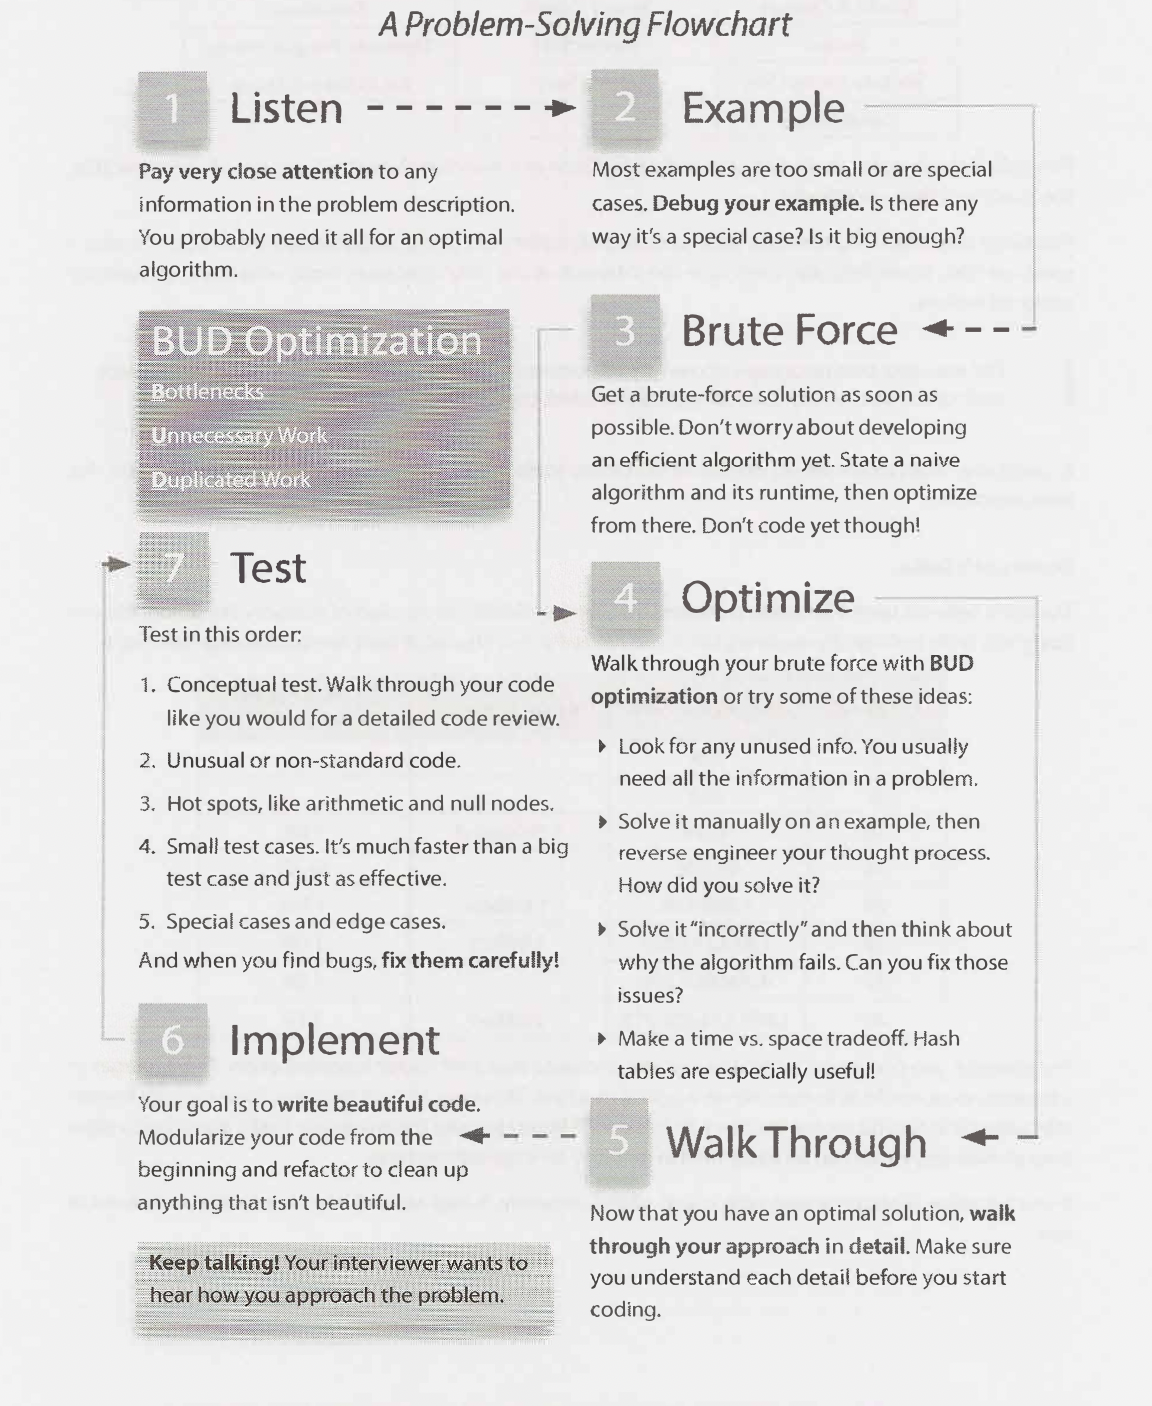 A Problem-Solving Flowchart
1 Listen
Pay very close attention to any
information in the problem description.
You probably need it all for an optimal
algorithm.
2 Example
Most examples are too small or are special
cases. Debug your example. Is there any
way it's a special case? Is it big enough?
BUD Optimization
Bottlenecks
Unnecessary Work
Duplicated Work
3 Brute Force
Get a brute-force solution as soon as
possible. Don't worry about developing
an efficient algorithm yet. State a naive
algorithm and its runtime, then optimize
from there. Don't code yet though!
4 Optimize
Walk through your brute force with BUD
optimization or try some of these ideas:
Look for any unused info. You usually
need all the information in a problem.
Solve it manually on an example, then
reverse engineer your thought process.
How did you solve it?
Solve it "incorrectly" and then think about
why the algorithm fails. Can you fix those
issues?
Make a time vs. space tradeoff. Hash
tables are especially useful!
5 Walk Through
Now that you have an optimal solution, walk
through your approach in detail. Make sure
you understand each detail before you start
coding.
6 Implement
Your goal is to write beautiful code.
Modularize your code from the
beginning and refactor to clean up
anything that isn't beautiful.
7 Test
Test in this order:
1. Conceptual test. Walk through your code
like you would for a detailed code review.
2. Unusual or non-standard code.
3. Hot spots, like arithmetic and null nodes.
4. Small test cases. It's much faster than a big
test case and just as effective.
5. Special cases and edge cases.
And when you find bugs, fix them carefully!
Keep talking! Your interviewer wants to
hear how you approach the problem.